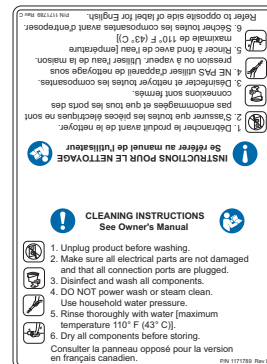 Refer to opposite side of label for English.
P/N 1171789 Rev C
6. Sécher toutes les composantes avant d'entreposer.
maximale de 110° F (43° C)]
5. Rincer à fond avec de l'eau [température
pression ou à vapeur. Utiliser l'eau de la maison.
4. NE PAS utiliser d'appareil de nettoyage sous
3. Désinfecter et nettoyer toutes les composantes.
connexions sont fermés.
pas endommagées et que tous les ports des
2. S'assurer que toutes les pièces électriques ne sont
1. Débrancher le produit avant de le nettoyer.
Se référer au manuel de l'utilisateur
INSTRUCTIONS POUR LE NETTOYAGE
CLEANING INSTRUCTIONS
See Owner's Manual
1. Unplug product before washing.
2. Make sure all electrical parts are not damaged
and that all connection ports are plugged.
3. Disinfect and wash all components.
4. DO NOT power wash or steam clean.
Use household water pressure.
5. Rinse thoroughly with water [maximum
temperature 110° F (43° C)].
6. Dry all components before storing.
Consulter la panneau opposé pour la version
en français canadien.
P/N 1171789 Rev